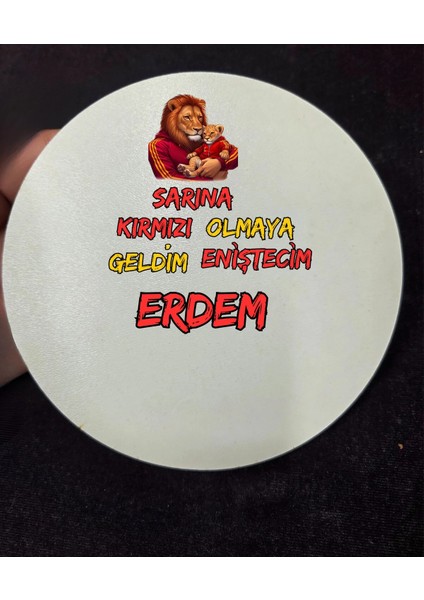 SARINA
KIRMIZI OLMAYA
GELDİM ENİŞTECİM
ERDEM